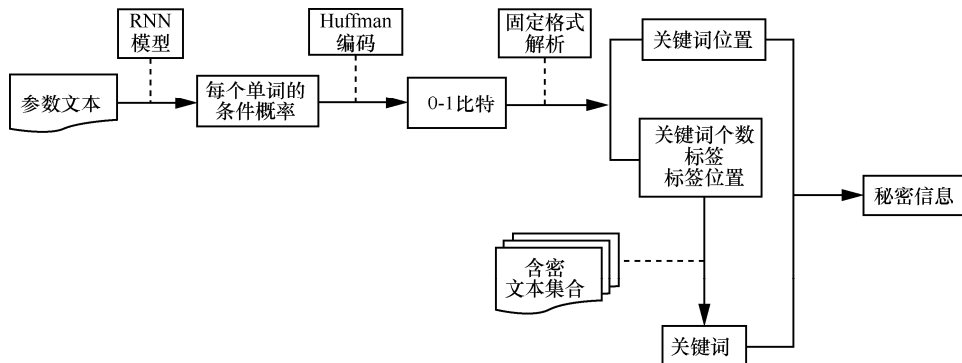 RNN
模型
Huffman
编码
固定格式
解析
关键词位置
参数文本
每个单词的
条件概率
0-1比特
关键词个数
标签
标签位置
秘密信息
含密
文本集合
关键词